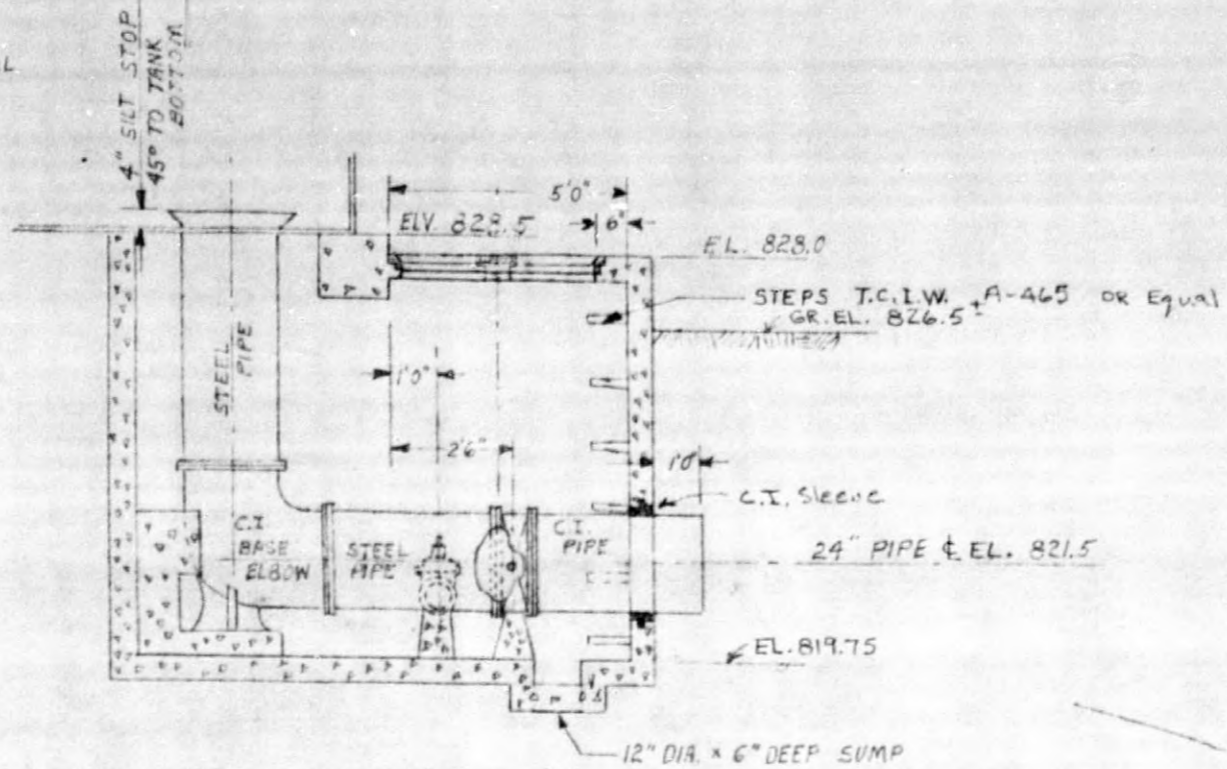 L
4" SILT STOP
45° TO TANK
BOTTOM
5'0"
ELV. 828.5
6"
EL. 828.0
STEPS T.C.I.W. A-465 OR Equal
GR. EL. 826.5 ±
STEEL
PIPE
1'0"
2'6"
1'0"
C.I. Sleeve
C.I.
BASE
ELBOW
STEEL
PIPE
C.I.
PIPE
24" PIPE ℄ EL. 821.5
EL. 819.75
12" DIA. x 6" DEEP SUMP